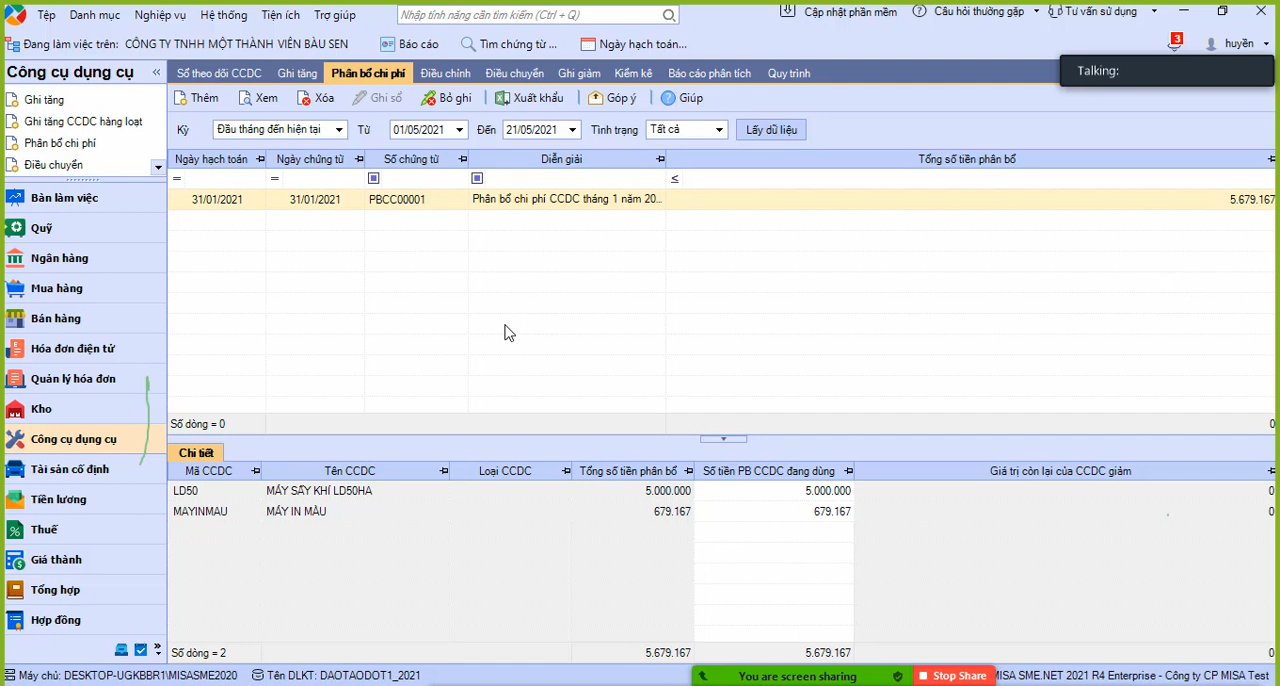 Tệp Danh mục Nghiệp vụ Hệ thống Tiện ích Trợ giúp Nhập tính năng cần tìm kiếm (Ctrl + Q) Cập nhật phần mềm Câu hỏi thường gặp Tư vấn sử dụng
Đang làm việc trên: CÔNG TY TNHH MỘT THÀNH VIÊN BÀU SEN Báo cáo Tìm chứng từ ... Ngày hạch toán... 3 huyền
Công cụ dụng cụ «
Talking:
Sổ theo dõi CCDC Ghi tăng Phân bổ chi phí Điều chỉnh Điều chuyển Ghi giảm Kiểm kê Báo cáo phân tích Quy trình
Thêm Xem Xóa Ghi sổ Bỏ ghi Xuất khẩu Góp ý Giúp
Ghi tăng
Ghi tăng CCDC hàng loạt
Phân bổ chi phí
Điều chuyển
Kỳ Đầu tháng đến hiện tại Từ 01/05/2021 Đến 21/05/2021 Tình trạng Tất cả Lấy dữ liệu
Ngày hạch toán Ngày chứng từ Số chứng từ Diễn giải Tổng số tiền phân bổ
= = ≤
31/01/2021 31/01/2021 PBCC00001 Phân bổ chi phí CCDC tháng 1 năm 20... 5.679.167
Số dòng = 0 0
Bàn làm việc
Quỹ
Ngân hàng
Mua hàng
Bán hàng
Hóa đơn điện tử
Quản lý hóa đơn
Kho
Công cụ dụng cụ
Tài sản cố định
Tiền lương
Thuế
Giá thành
Tổng hợp
Hợp đồng
Chi tiết
Mã CCDC Tên CCDC Loại CCDC Tổng số tiền phân bổ Số tiền PB CCDC đang dùng Giá trị còn lại của CCDC giảm
LD50 MÁY SẤY KHÍ LD50HA 5.000.000 5.000.000 0
MAYINMAU MÁY IN MÀU 679.167 679.167 0
Số dòng = 2 5.679.167 5.679.167 0
Máy chủ: DESKTOP-UGKBBR1\MISASME2020 Tên DLKT: DAOTAODOT1_2021 You are screen sharing Stop Share MISA SME.NET 2021 R4 Enterprise - Công ty CP MISA Test